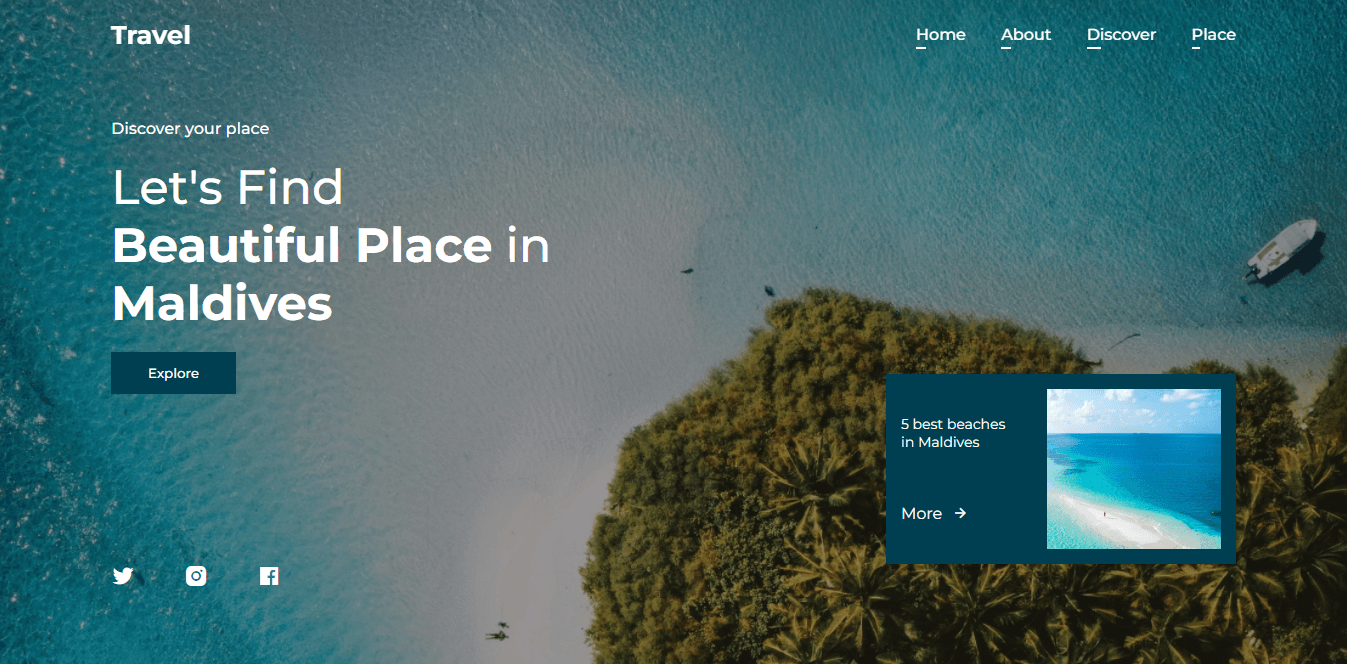 Travel
Home About Discover Place
Discover your place
Let's Find
Beautiful Place in
Maldives
Explore
5 best beaches
in Maldives
More